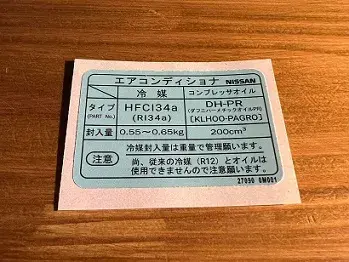 エアコンディショナ NISSAN
冷媒 コンプレッサオイル
タイプ HFC134a DH-PR
(PART No.) (R134a) (ダフニハーメチックオイルPR)
[KLH00-PAGR0]
封入量 0.55～0.65kg 200cm³
冷媒封入量は重量で管理願います。
注意 尚、従来の冷媒(R12)とオイルは
使用できませんので注意願います。
27090 6M001